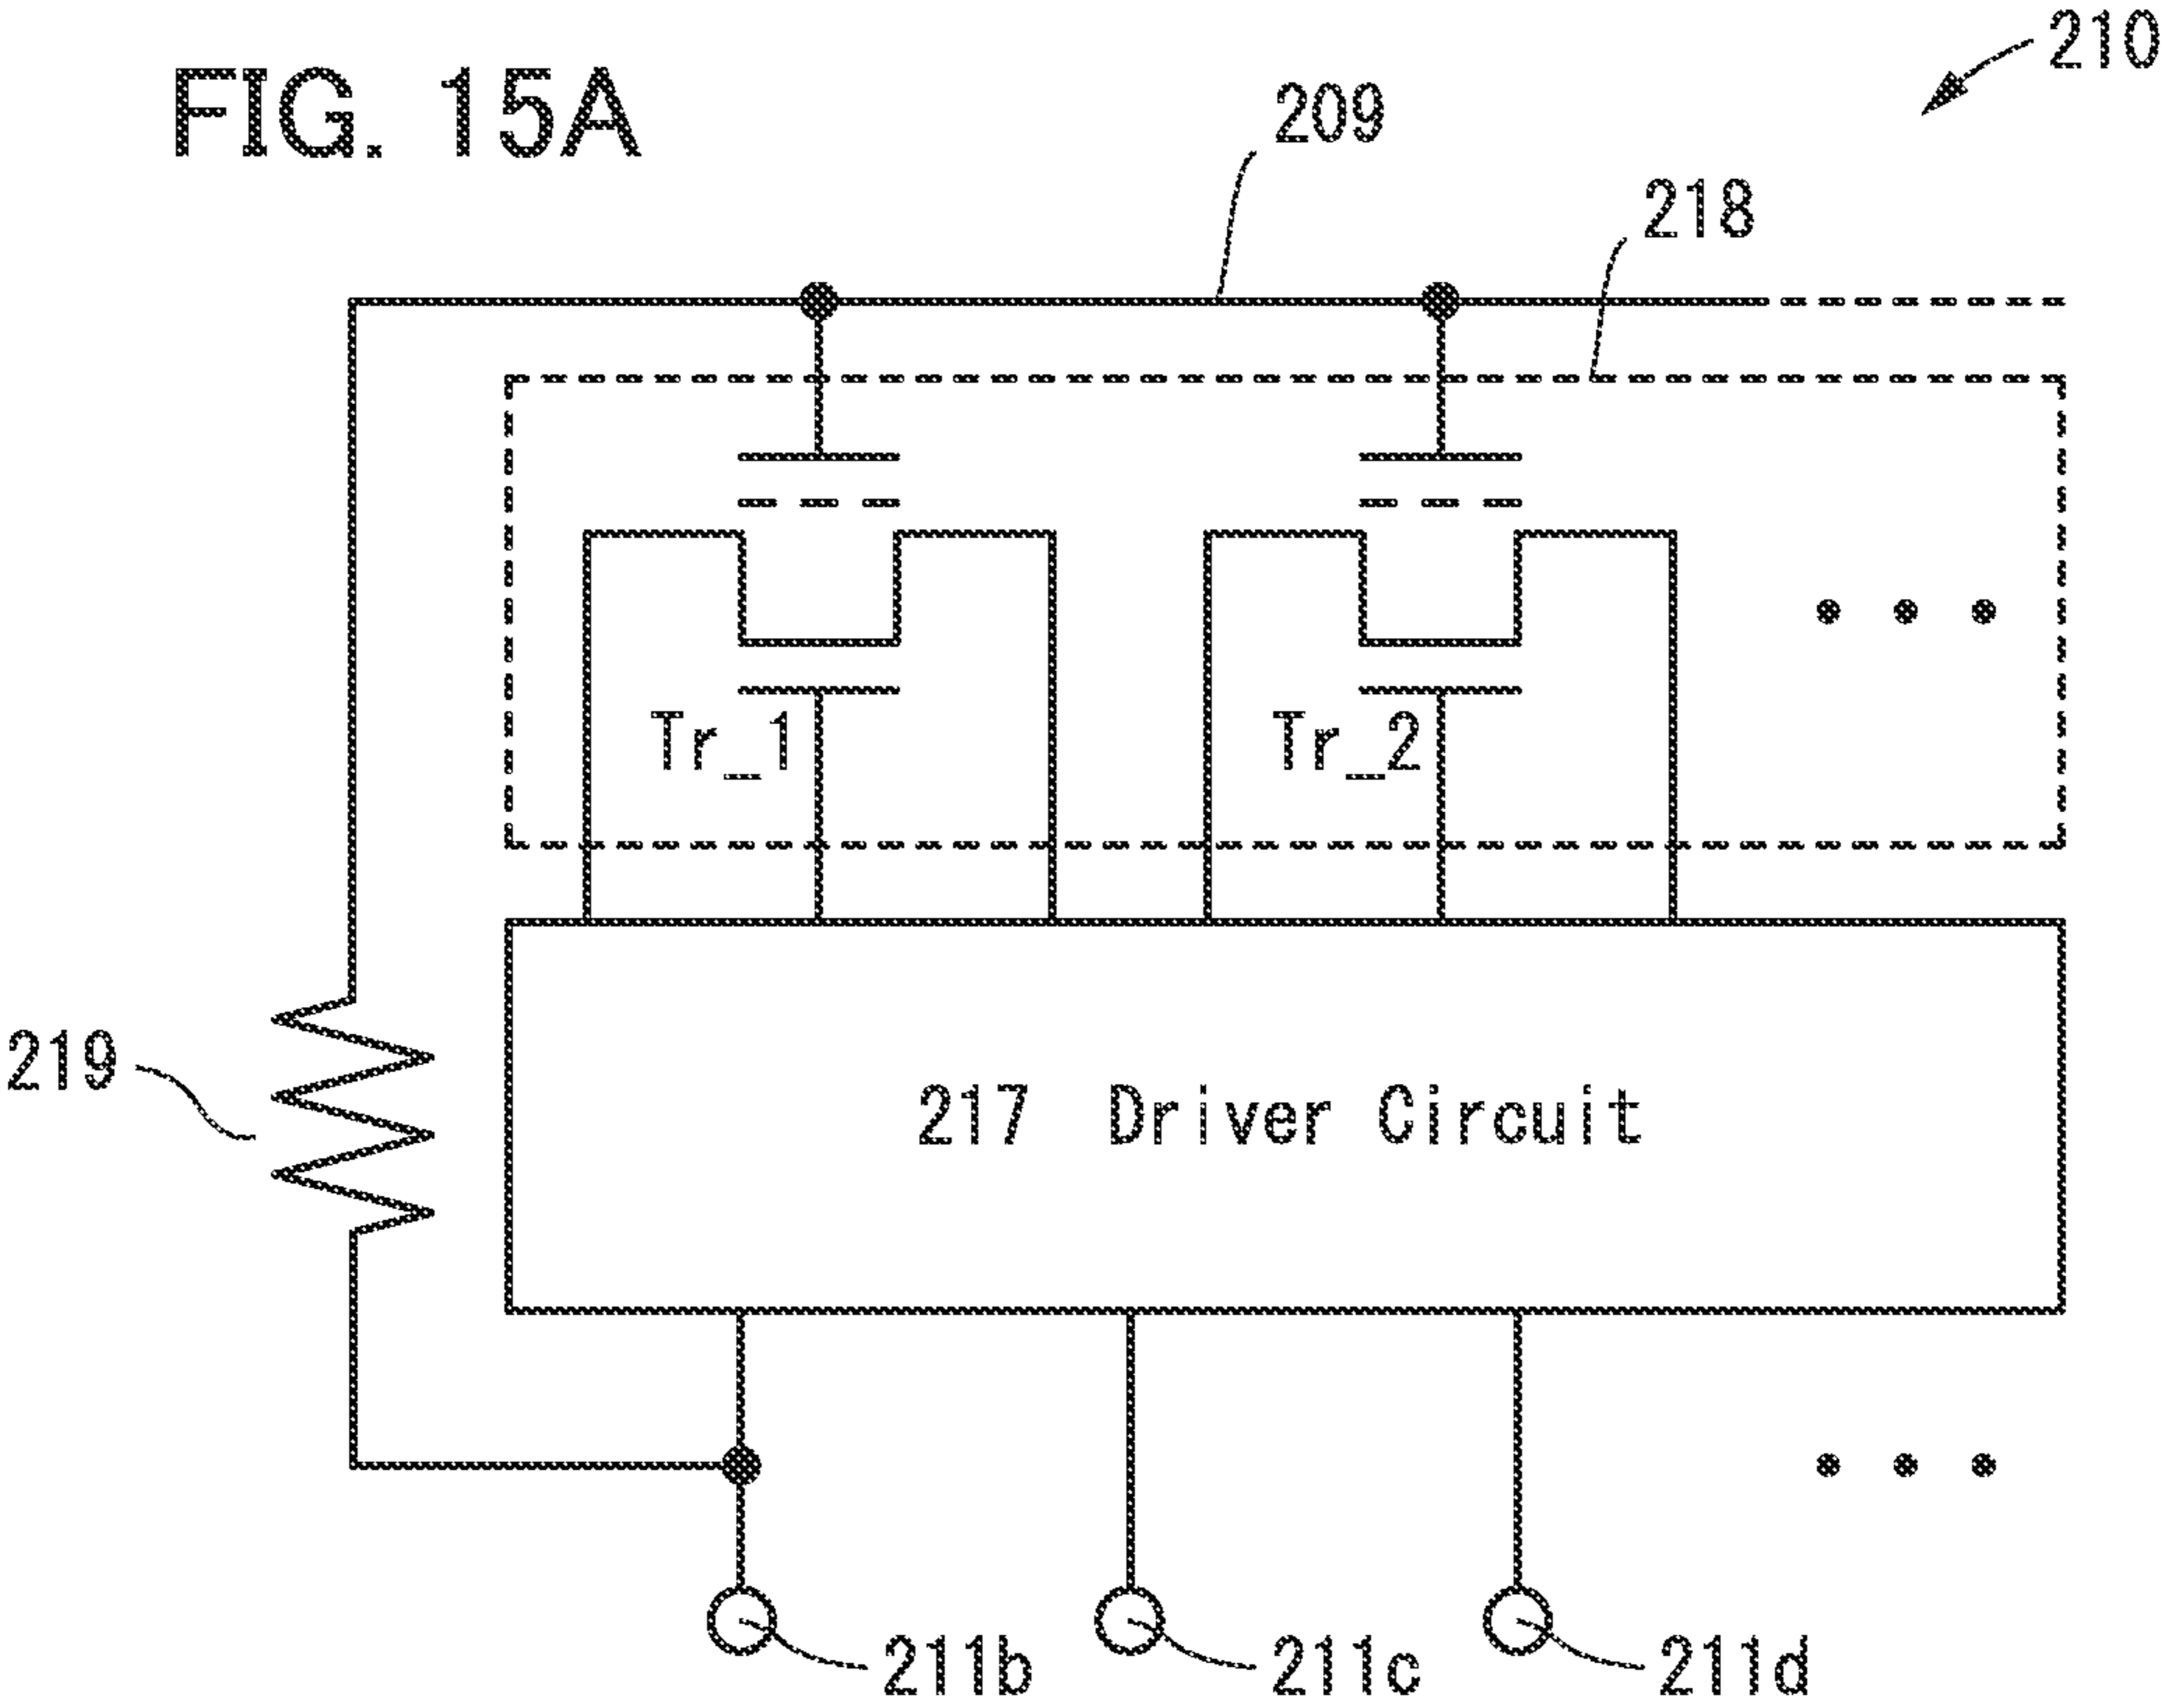 FIG. 15A
210
209
218
Tr_1
Tr_2
219
217 Driver Circuit
211b
211c
211d